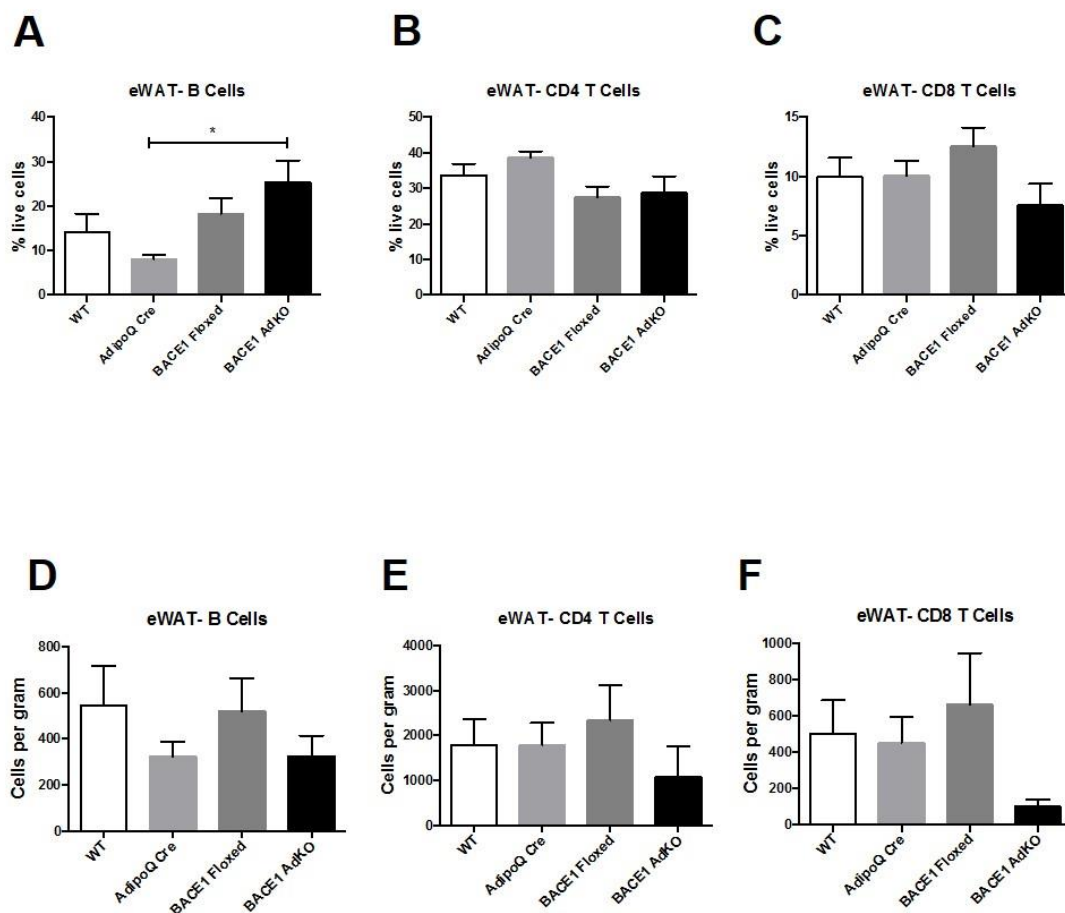 A
eWAT- B Cells
% live cells
40
30
20
10
0
*
WT
AdipoQ Cre
BACE1 Floxed
BACE1 AdKO
B
eWAT- CD4 T Cells
% live cells
50
40
30
20
10
0
WT
AdipoQ Cre
BACE1 Floxed
BACE1 AdKO
C
eWAT- CD8 T Cells
% live cells
15
10
5
0
WT
AdipoQ Cre
BACE1 Floxed
BACE1 AdKO
D
eWAT- B Cells
Cells per gram
800
600
400
200
0
WT
AdipoQ Cre
BACE1 Floxed
BACE1 AdKO
E
eWAT- CD4 T Cells
Cells per gram
4000
3000
2000
1000
0
WT
AdipoQ Cre
BACE1 Floxed
BACE1 AdKO
F
eWAT- CD8 T Cells
Cells per gram
1000
800
600
400
200
0
WT
AdipoQ Cre
BACE1 Floxed
BACE1 AdKO